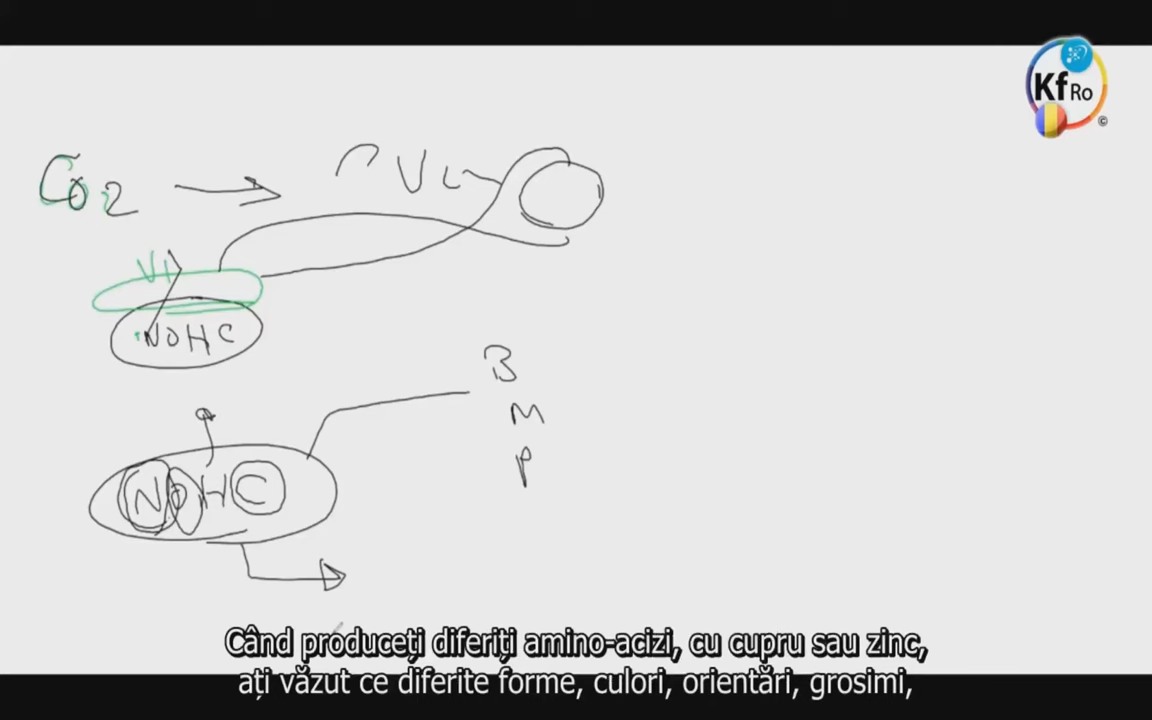 Kf Ro
©
Co2
V1
NOHC
B
M
P
NOHC
Când produceți diferiți amino-acizi, cu cupru sau zinc,
ați văzut ce diferite forme, culori, orientări, grosimi,